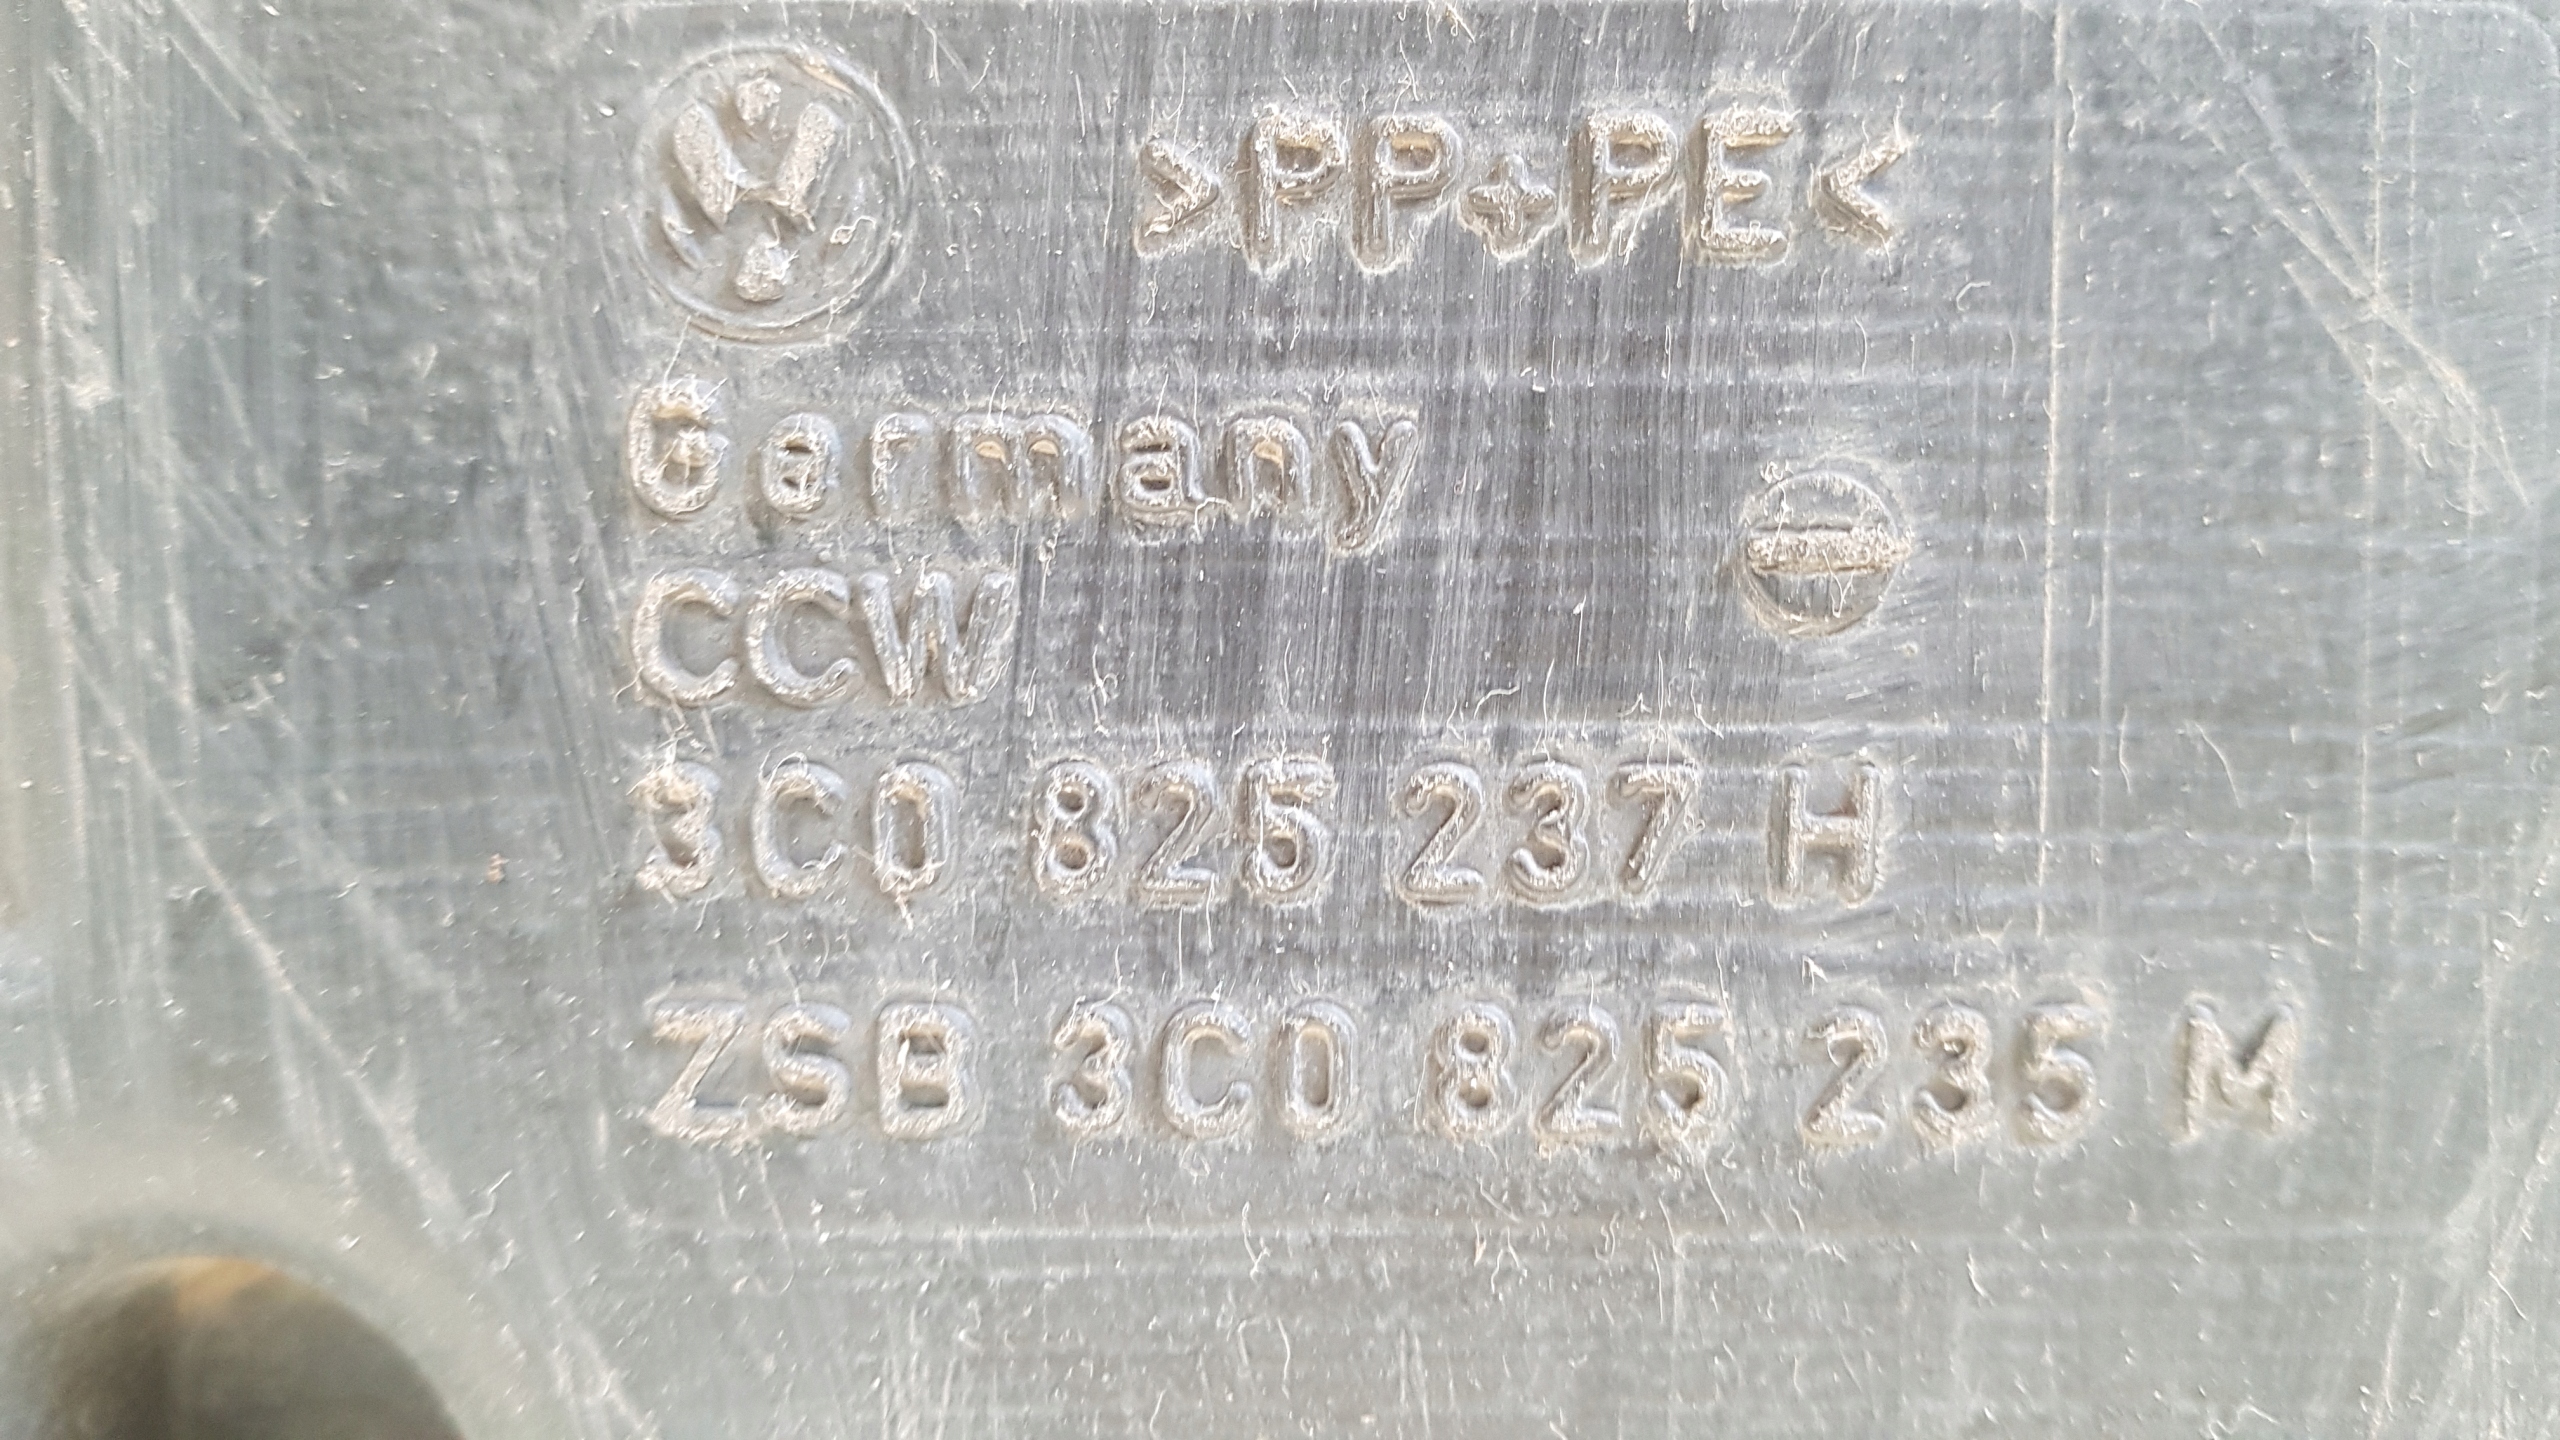 >PP+PE<
Germany
CCW
3C0 825 237 H
ZSB 3C0 825 235 M